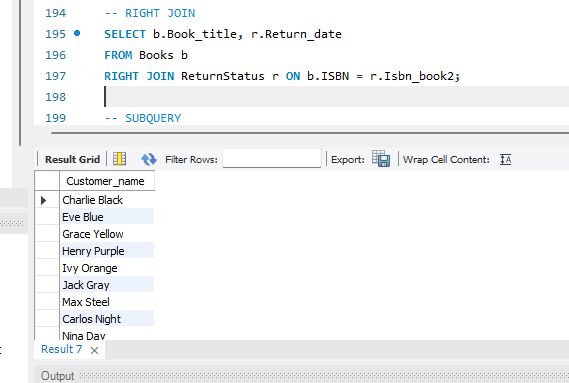 194 -- RIGHT JOIN
195 SELECT b.Book_title, r.Return_date
196 FROM Books b
197 RIGHT JOIN ReturnStatus r ON b.ISBN = r.Isbn_book2;
198
199 -- SUBQUERY
Result Grid Filter Rows: Export: Wrap Cell Content:
Customer_name
Charlie Black
Eve Blue
Grace Yellow
Henry Purple
Ivy Orange
Jack Gray
Max Steel
Carlos Night
Nina Day
Result 7 ×
Output